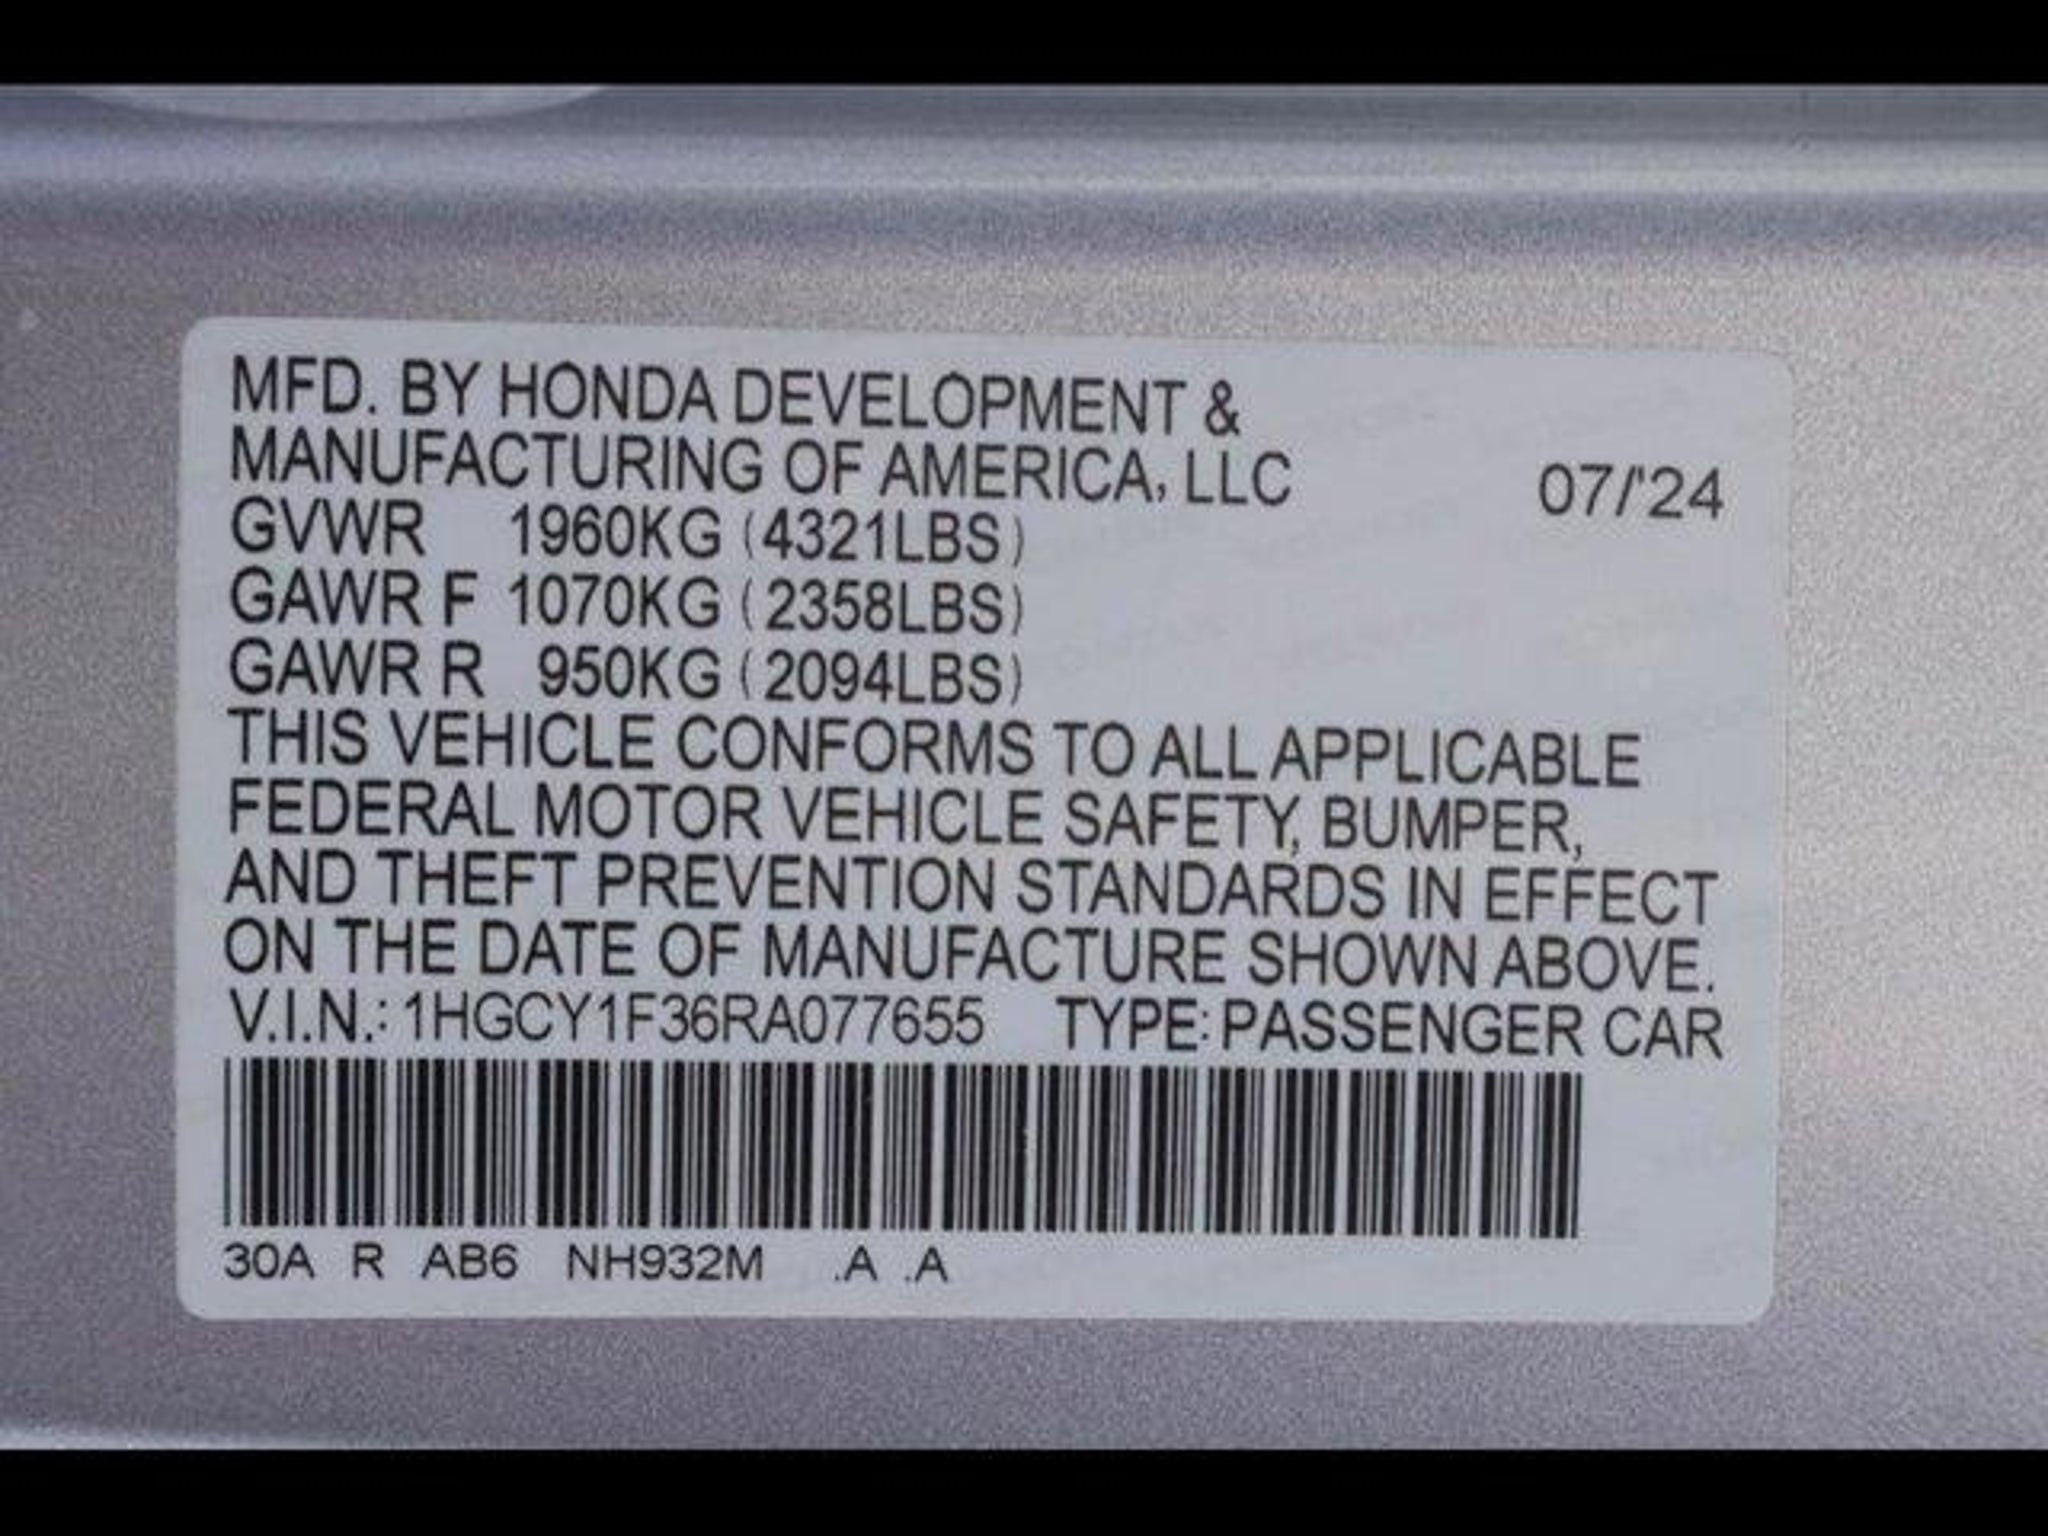 MFD. BY HONDA DEVELOPMENT &
MANUFACTURING OF AMERICA, LLC 07/'24
GVWR 1960KG (4321LBS)
GAWR F 1070KG (2358LBS)
GAWR R 950KG (2094LBS)
THIS VEHICLE CONFORMS TO ALL APPLICABLE
FEDERAL MOTOR VEHICLE SAFETY, BUMPER,
AND THEFT PREVENTION STANDARDS IN EFFECT
ON THE DATE OF MANUFACTURE SHOWN ABOVE.
V.I.N.: 1HGCY1F36RA077655 TYPE: PASSENGER CAR
30A R AB6 NH932M .A .A